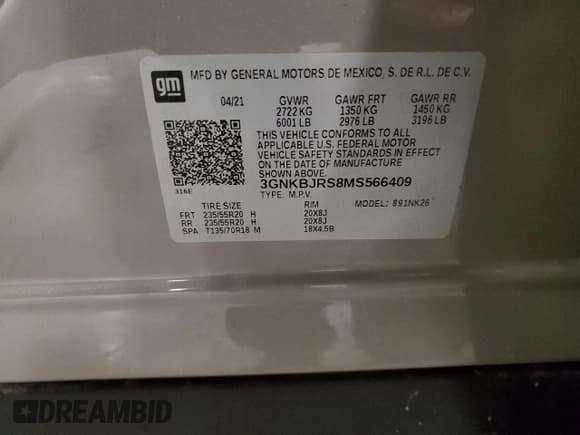 gm
MFD BY GENERAL MOTORS DE MEXICO, S. DE R.L. DE C.V.
04/21 GVWR GAWR FRT GAWR RR
2722 KG 1350 KG 1450 KG
6001 LB 2976 LB 3196 LB
THIS VEHICLE CONFORMS TO ALL
APPLICABLE U.S. FEDERAL MOTOR
VEHICLE SAFETY STANDARDS IN EFFECT
ON THE DATE OF MANUFACTURE
SHOWN ABOVE.
3GNKBJRS8MS566409
316E
TYPE: M.P.V. MODEL: 891NK26
TIRE SIZE RIM
FRT 235/55R20 H 20X8J
RR 235/55R20 H 20X8J
SPA T135/70R18 M 18X4.5B
DREAMBID